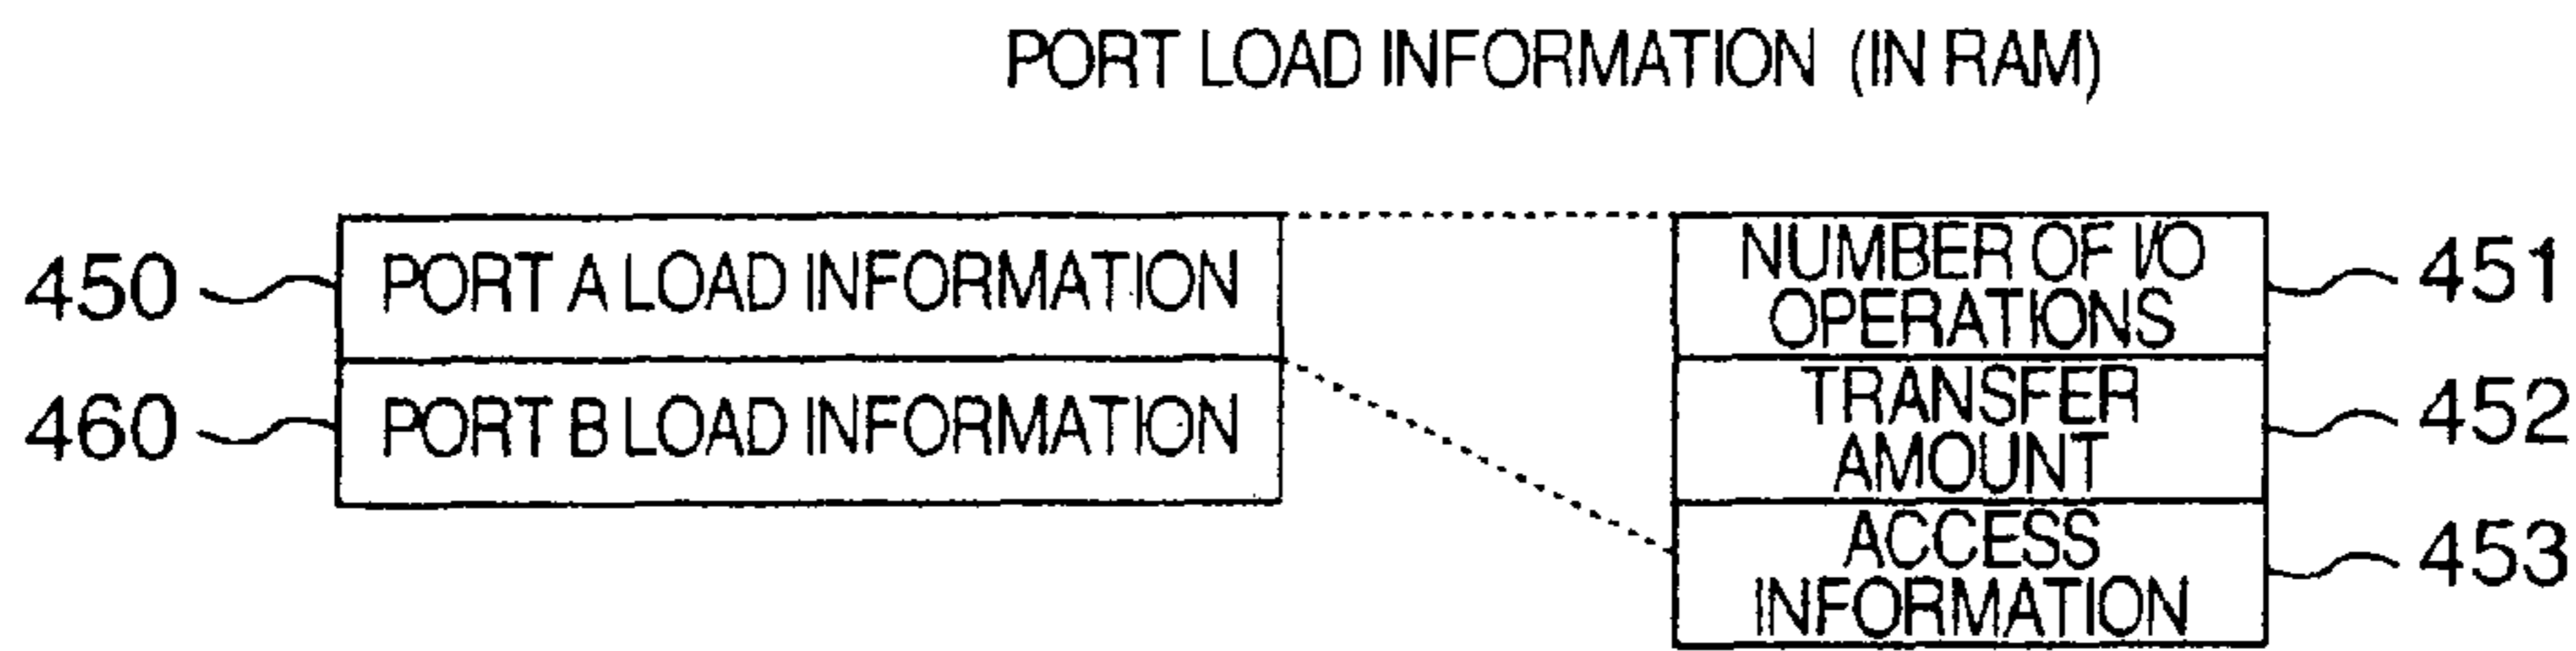 PORT LOAD INFORMATION (IN RAM)
450
PORT A LOAD INFORMATION
460
PORT B LOAD INFORMATION
NUMBER OF I/O
OPERATIONS
451
TRANSFER
AMOUNT
452
ACCESS
INFORMATION
453